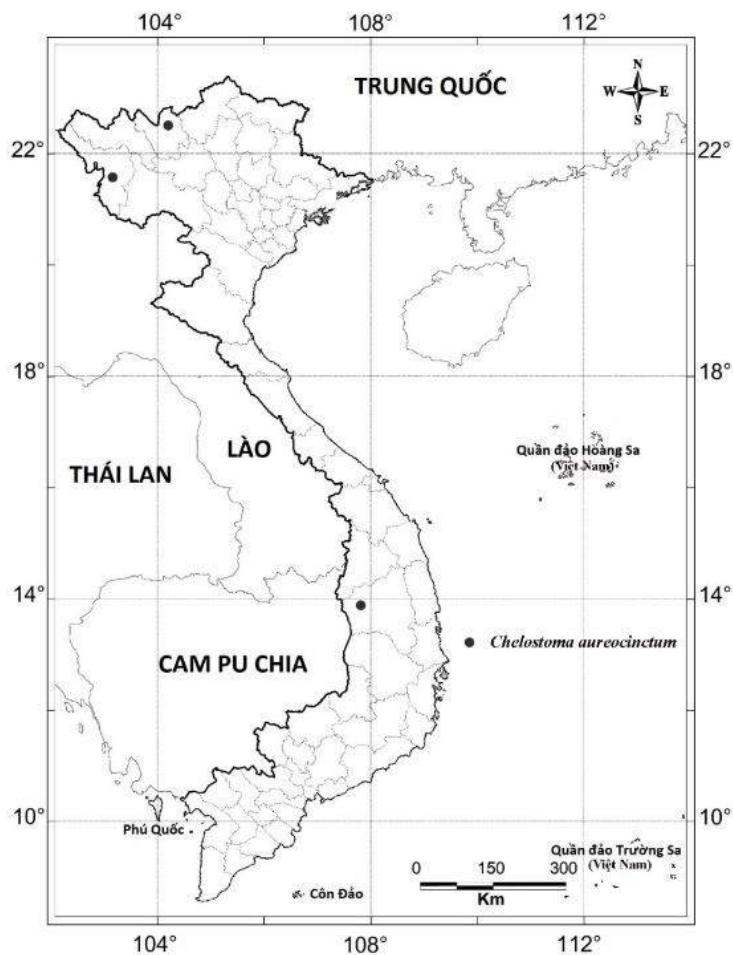 104° 108° 112°
TRUNG QUỐC
N
W E
S
22° 22°
18° 18°
Quần đảo Hoàng Sa
(Việt Nam)
LÀO
THÁI LAN
14° 14°
Chelostoma aureocinctum
CAM PU CHIA
10° 10°
Phú Quốc
Quần đảo Trường Sa
(Việt Nam)
0 150 300
Km
Côn Đảo
104° 108° 112°